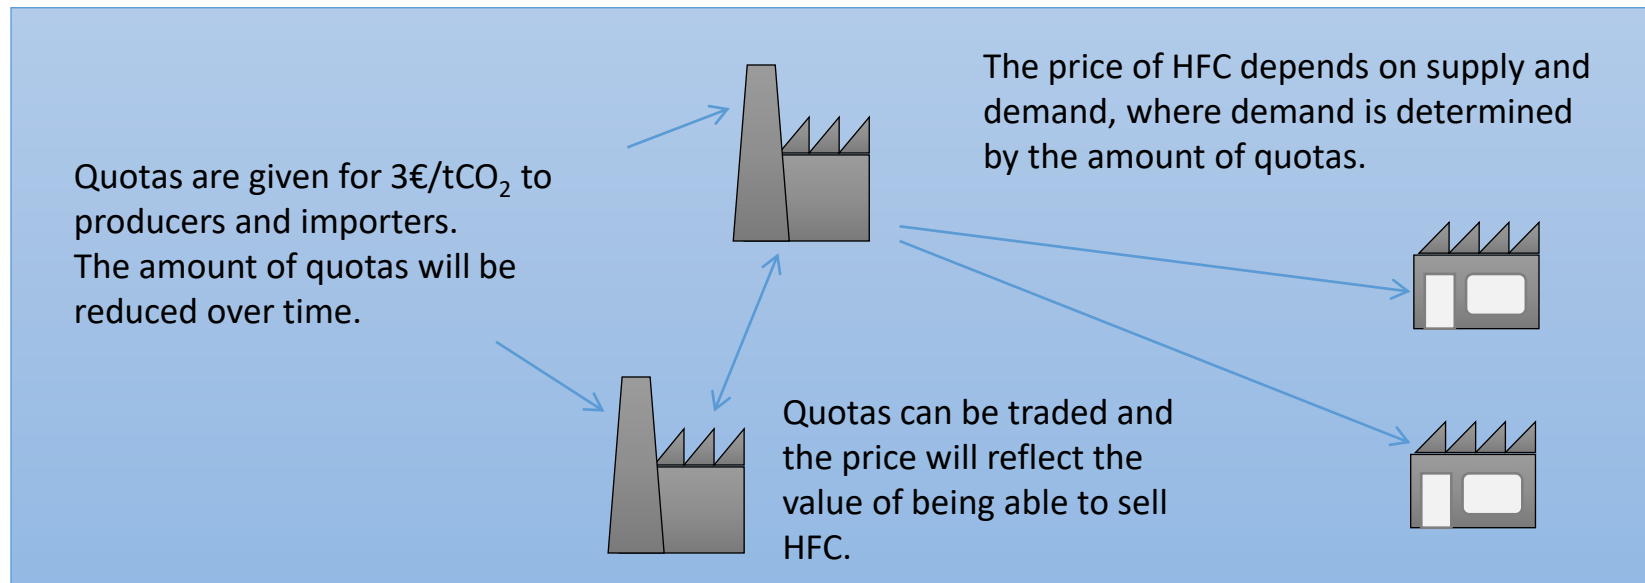 Quotas are given for 3€/tCO₂ to
producers and importers.
The amount of quotas will be
reduced over time.
The price of HFC depends on supply and
demand, where demand is determined
by the amount of quotas.
Quotas can be traded and
the price will reflect the
value of being able to sell
HFC.